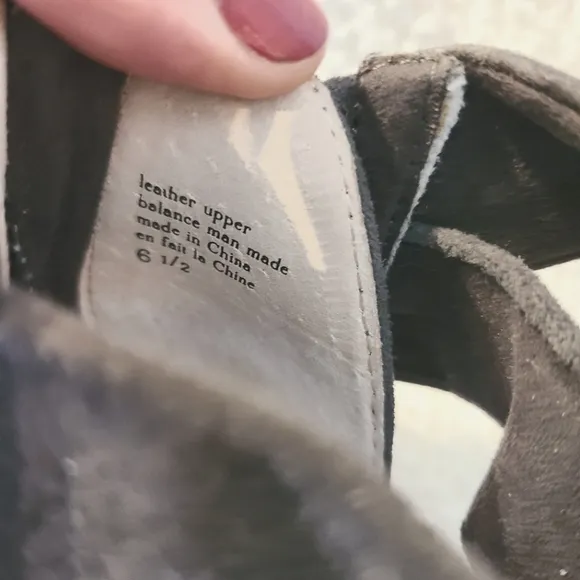 leather upper
balance man made
made in China
en fait la Chine
6 1/2